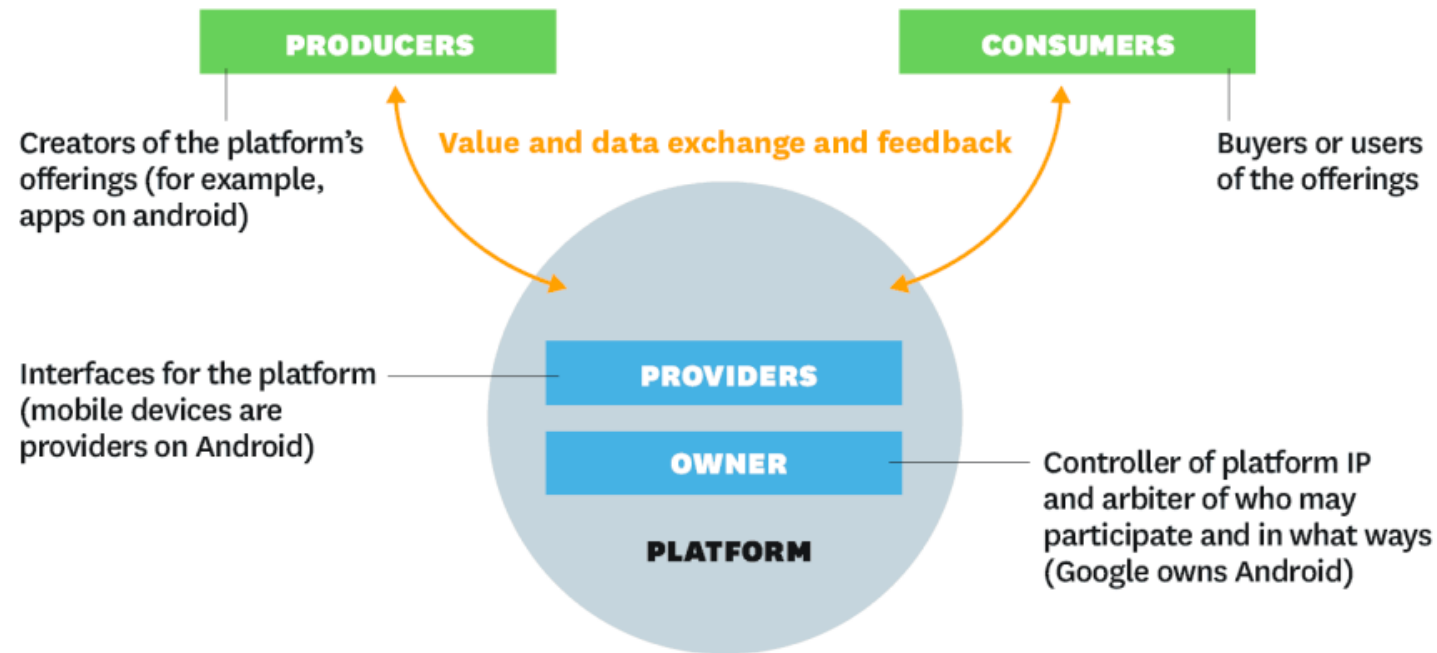 PRODUCERS
CONSUMERS
Creators of the platform’s
offerings (for example,
apps on android)
Value and data exchange and feedback
Buyers or users
of the offerings
Interfaces for the platform
(mobile devices are
providers on Android)
PROVIDERS
OWNER
Controller of platform IP
and arbiter of who may
participate and in what ways
(Google owns Android)
PLATFORM